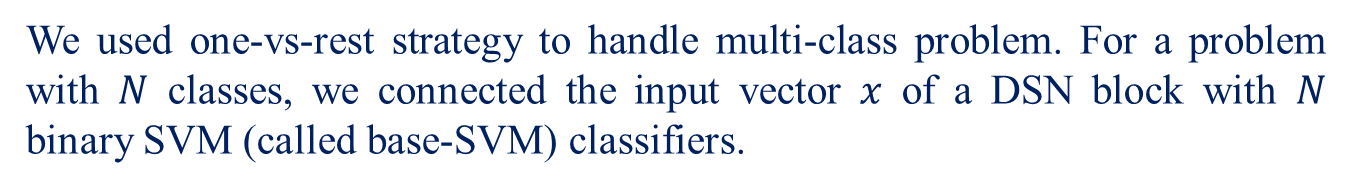 We used one-vs-rest strategy to handle multi-class problem. For a problem
with N classes, we connected the input vector x of a DSN block with N
binary SVM (called base-SVM) classifiers.